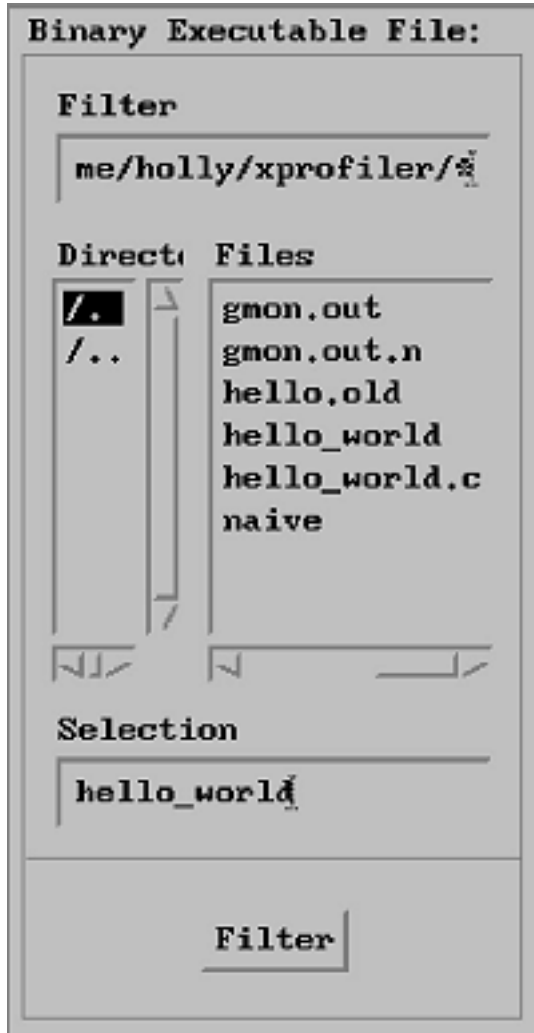 Binary Executable File:
Filter
me/holly/xprofiler/*
Directo Files
/. gmon.out
/.. gmon.out.n
hello.old
hello_world
hello_world.c
naive
Selection
hello_world
Filter